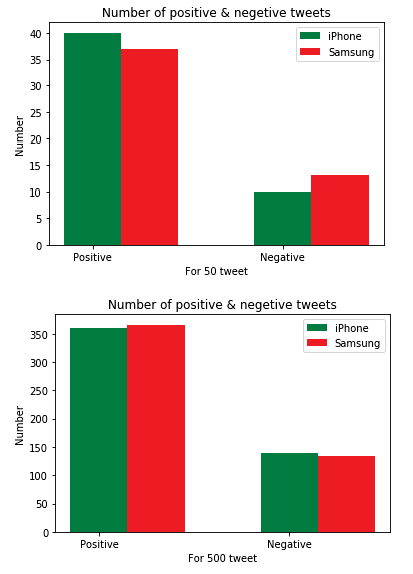 Number of positive & negetive tweets
40
35
30
25
20
15
10
5
0
Number
iPhone
Samsung
Positive
Negative
For 50 tweet
Number of positive & negetive tweets
350
300
250
200
150
100
50
0
Number
iPhone
Samsung
Positive
Negative
For 500 tweet